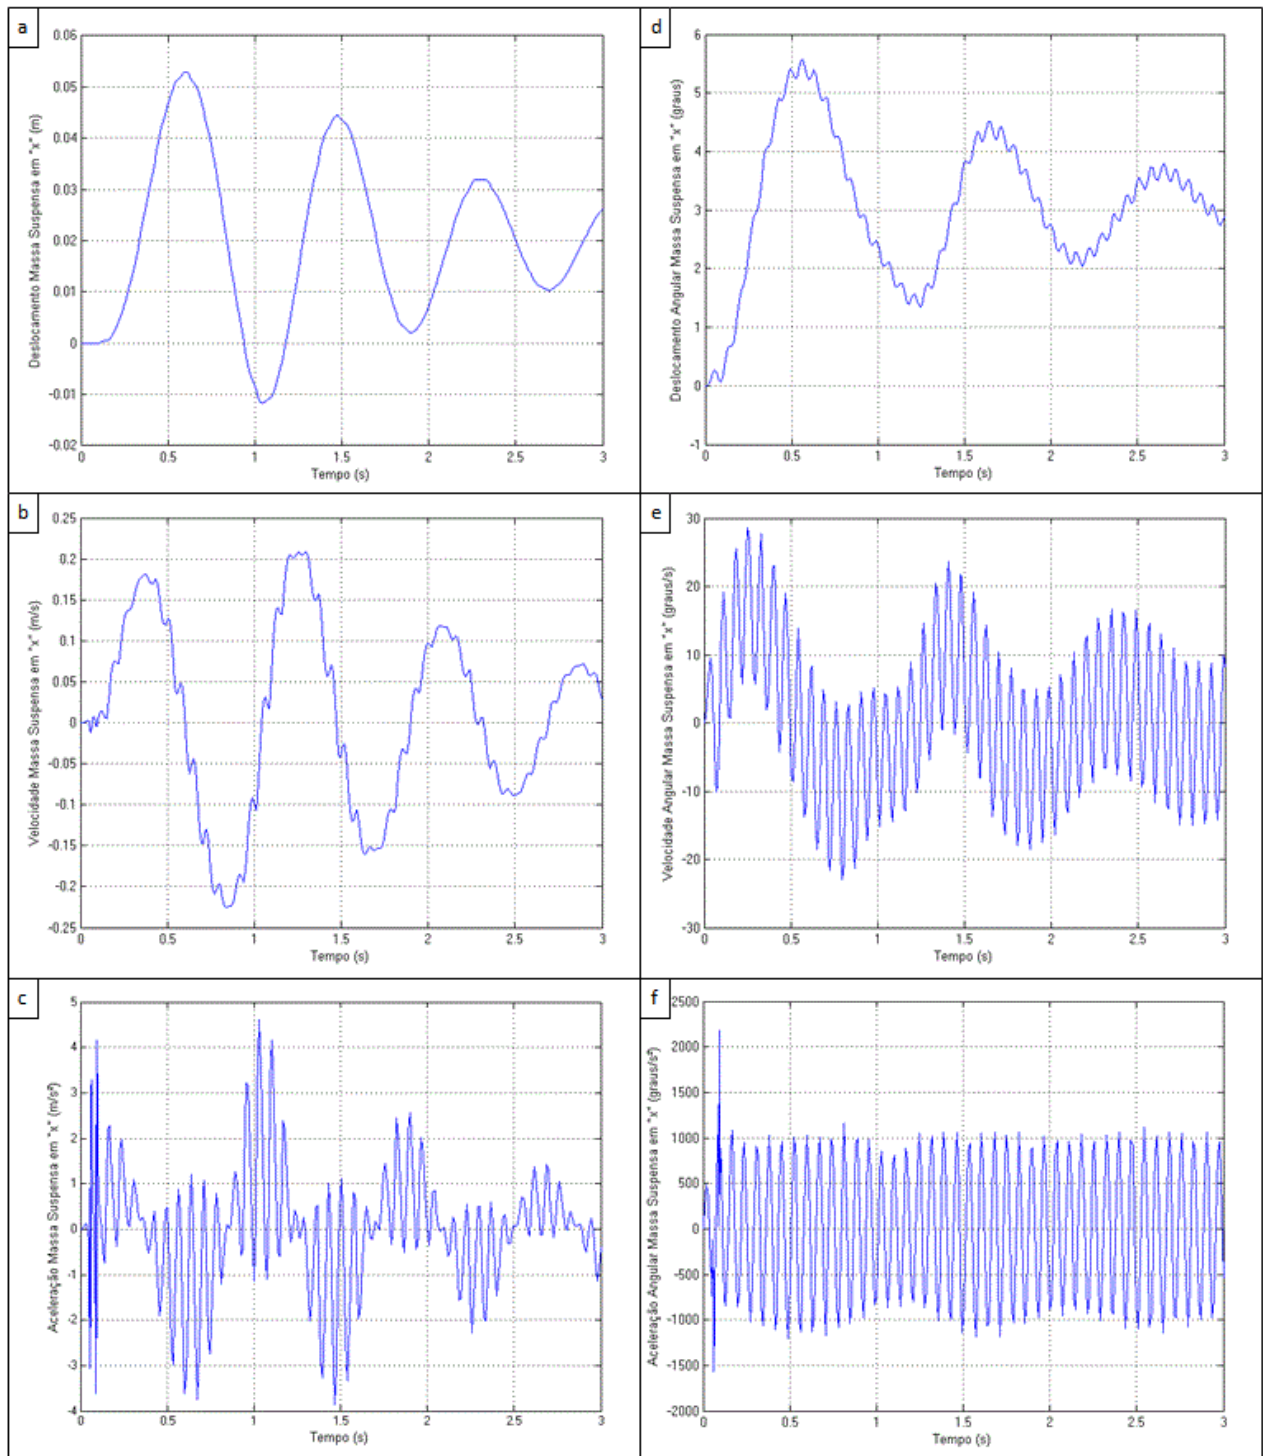 a
Deslocamento Massa Suspensa em "x" (m)
0.06
0.05
0.04
0.03
0.02
0.01
0
-0.01
-0.02
0 0.5 1 1.5 2 2.5 3
Tempo (s)
d
Deslocamento Angular Massa Suspensa em "x" (graus)
6
5
4
3
2
1
0
-1
0 0.5 1 1.5 2 2.5 3
Tempo (s)
b
Velocidade Massa Suspensa em "x" (m/s)
0.25
0.2
0.15
0.1
0.05
0
-0.05
-0.1
-0.15
-0.2
-0.25
0 0.5 1 1.5 2 2.5 3
Tempo (s)
e
Velocidade Angular Massa Suspensa em "x" (graus/s)
30
20
10
0
-10
-20
-30
0 0.5 1 1.5 2 2.5 3
Tempo (s)
c
Aceleração Massa Suspensa em "x" (m/s²)
5
4
3
2
1
0
-1
-2
-3
-4
0 0.5 1 1.5 2 2.5 3
Tempo (s)
f
Aceleração Angular Massa Suspensa em "x" (graus/s²)
2500
2000
1500
1000
500
0
-500
-1000
-1500
-2000
0 0.5 1 1.5 2 2.5 3
Tempo (s)